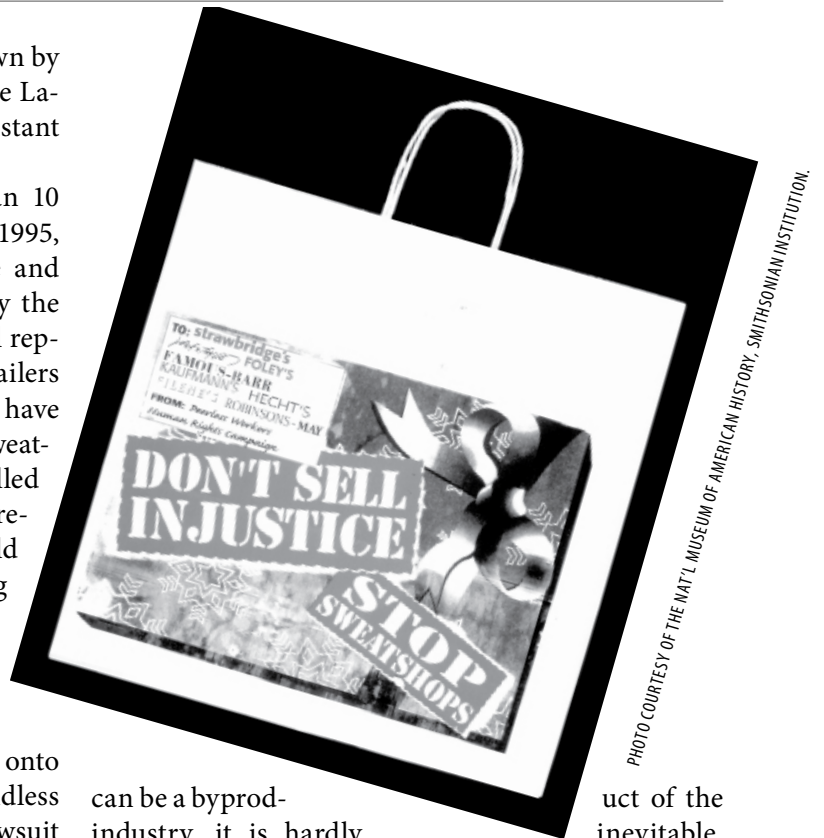 wn by
e La-
stant
an 10
1995,
and
y the
rep-
ailers
have
weat-
lled
re-
ld
g
onto
dless
wsuit
TO: strawbridge's
FOLEY'S
FAMOUS-BARR
KAUFMANN'S HECHT'S
FILENE'S ROBINSONS-MAY
FROM: Peerless Workers
Human Rights Campaign
DON'T SELL
INJUSTICE
STOP
SWEATSHOPS
PHOTO COURTESY OF THE NAT'L MUSEUM OF AMERICAN HISTORY, SMITHSONIAN INSTITUTION.
can be a byprod- uct of the
industry, it is hardly inevitable.